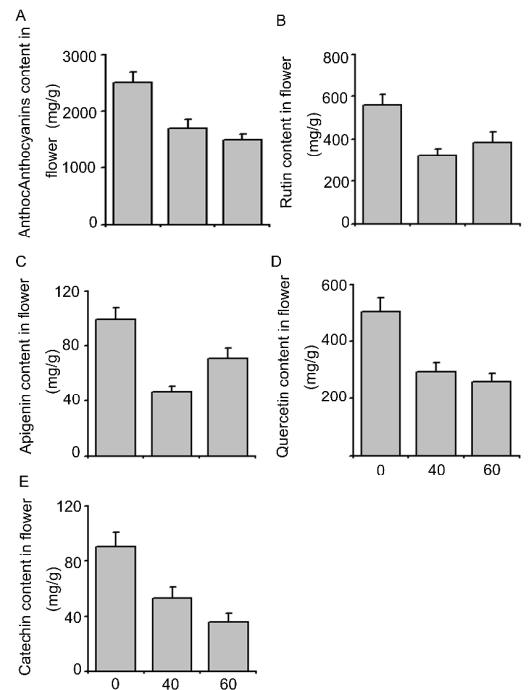 A
AnthocAnthocyanins content in
flower (mg/g)
3000
2000
1000
0
B
Rutin content in flower
(mg/g)
800
600
400
200
0
C
Apigenin content in flower
(mg/g)
120
80
40
0
D
Quercetin content in flower
(mg/g)
600
400
200
0 40 60
E
Catechin content in flower
(mg/g)
120
80
40
0
0 40 60